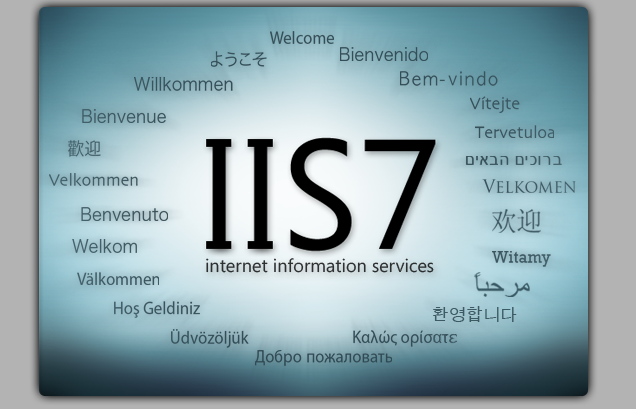 Welcome
Bienvenido
ようこそ
Willkommen
Bem-vindo
Vítejte
Bienvenue
Tervetuloa
歡迎
ברוכים הבאים
Velkommen
VELKOMEN
IIS7
internet information services
Benvenuto
欢迎
Welkom
Witamy
Välkommen
مرحباً
Hoş Geldiniz
환영합니다
Üdvözöljük
Καλώς ορίσατε
Добро пожаловать